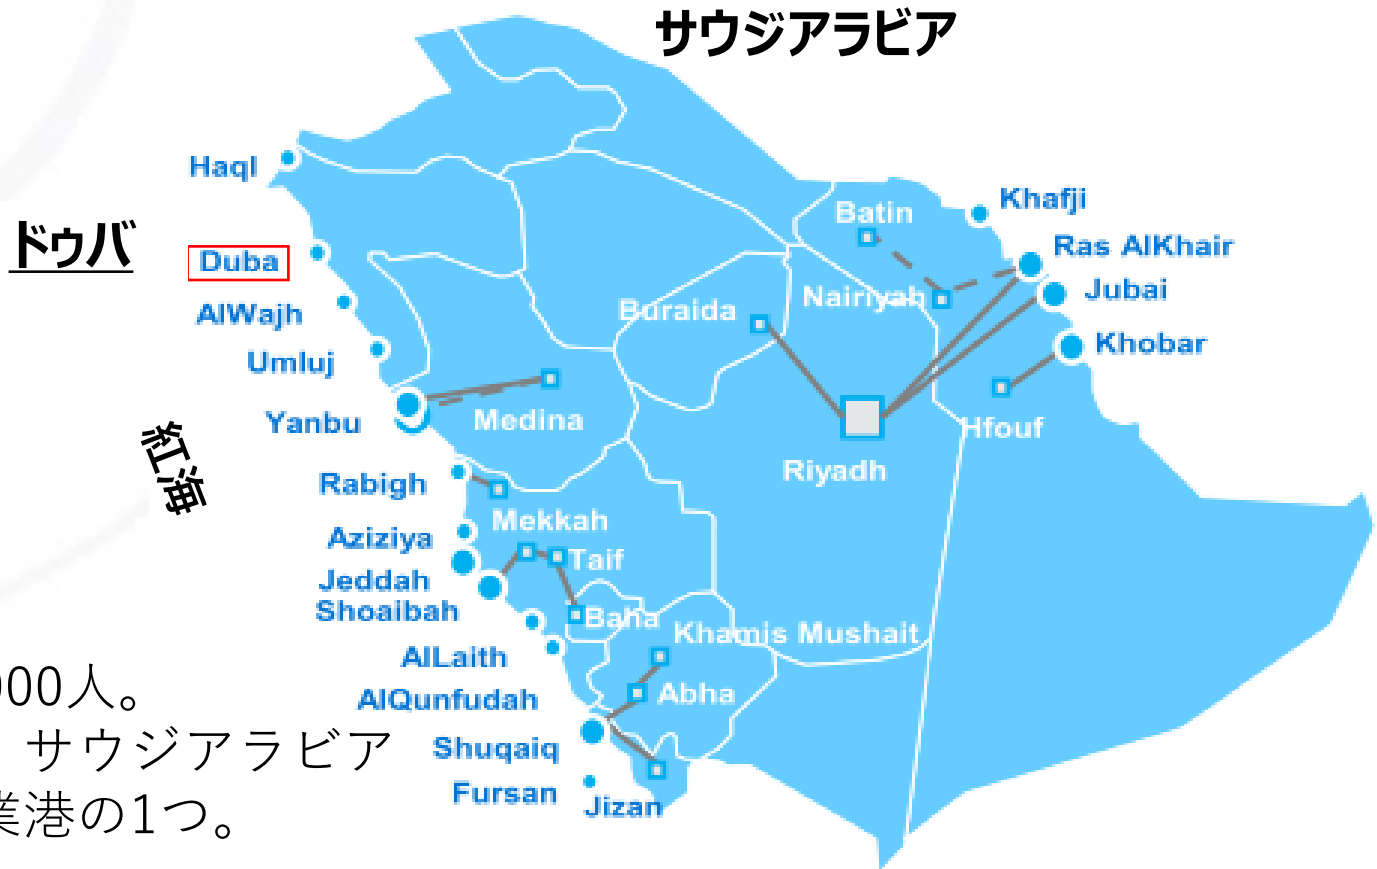 サウジアラビア
Haql
Khafji
Batin
ドゥバ
Duba
Ras AlKhair
Jubai
AlWajh
Nairiyah
Buraida
Khobar
Umluj
Medina
Yanbu
Hfouf
紅海
Riyadh
Rabigh
Mekkah
Aziziya
Taif
Jeddah
Shoaibah
Baha
Khamis Mushait
AlLaith
000人。
Abha
AlQunfudah
サウジアラビア
Shuqaiq
Fursan
Jizan
業港の1つ。